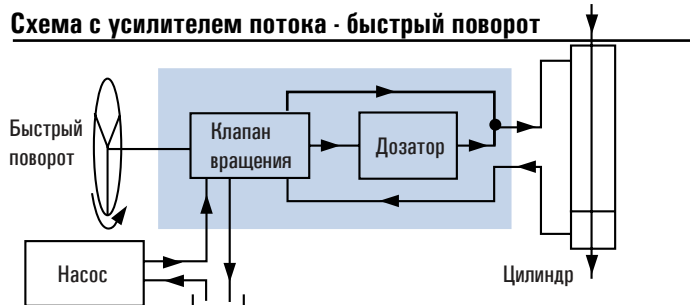 Схема с усилителем потока - быстрый поворот
Быстрый
поворот
Клапан
вращения
Дозатор
Насос
Цилиндр